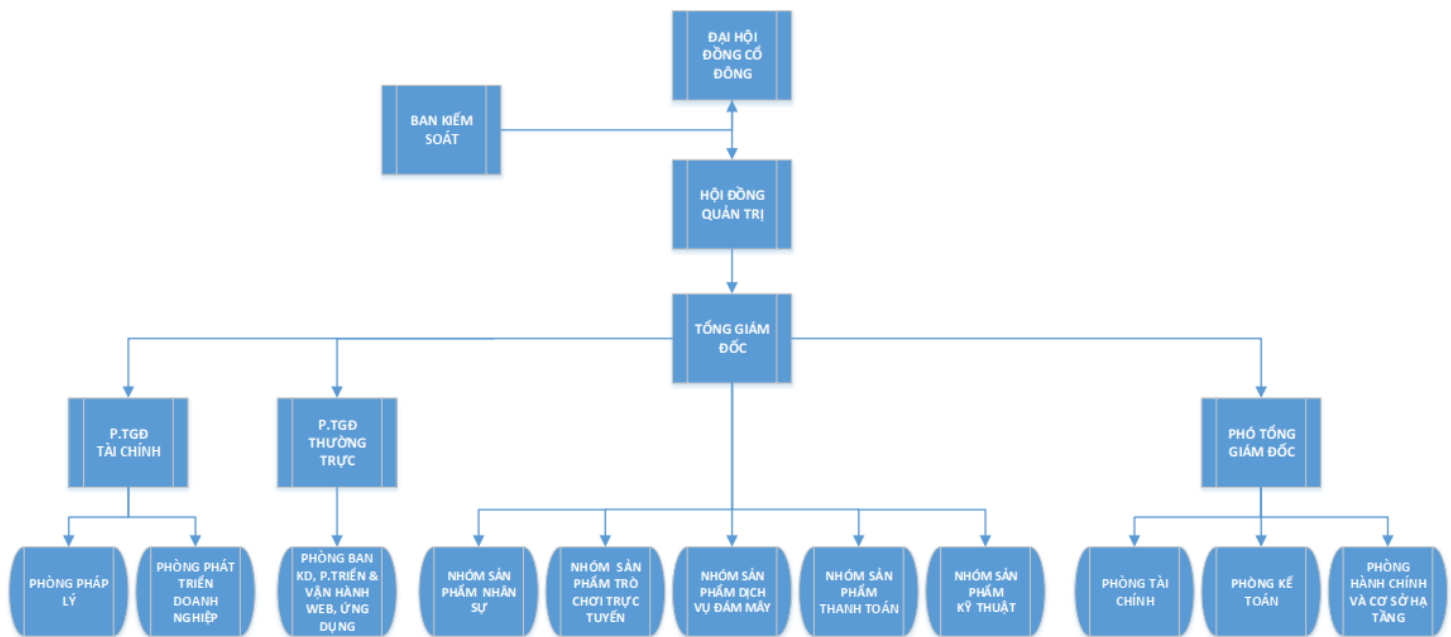 ĐẠI HỘI
ĐỒNG CỔ
ĐÔNG
BAN KIỂM
SOÁT
HỘI ĐỒNG
QUẢN TRỊ
TỔNG GIÁM
ĐỐC
P.TGĐ
TÀI CHÍNH
P.TGĐ
THƯỜNG
TRỰC
PHÓ TỔNG
GIÁM ĐỐC
PHÒNG PHÁP
LÝ
PHÒNG PHÁT
TRIỂN
DOANH
NGHIỆP
PHÒNG BAN
KD, P.TRIỂN &
VẬN HÀNH
WEB, ỨNG
DỤNG
NHÓM SẢN
PHẨM NHÂN
SỰ
NHÓM SẢN
PHẨM TRÒ
CHƠI TRỰC
TUYẾN
NHÓM SẢN
PHẨM DỊCH
VỤ ĐÁM MÂY
NHÓM SẢN
PHẨM
THANH TOÁN
NHÓM SẢN
PHẨM
KỸ THUẬT
PHÒNG TÀI
CHÍNH
PHÒNG KẾ
TOÁN
PHÒNG
HÀNH CHÍNH
VÀ CƠ SỞ HẠ
TẦNG